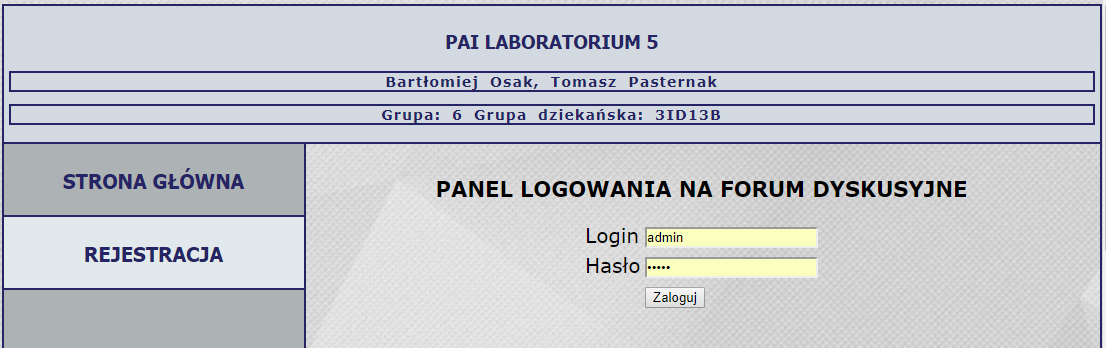 PAI LABORATORIUM 5
Bartłomiej Osak, Tomasz Pasternak
Grupa: 6 Grupa dziekańska: 3ID13B
STRONA GŁÓWNA
REJESTRACJA
PANEL LOGOWANIA NA FORUM DYSKUSYJNE
Login admin
Hasło •••••
Zaloguj